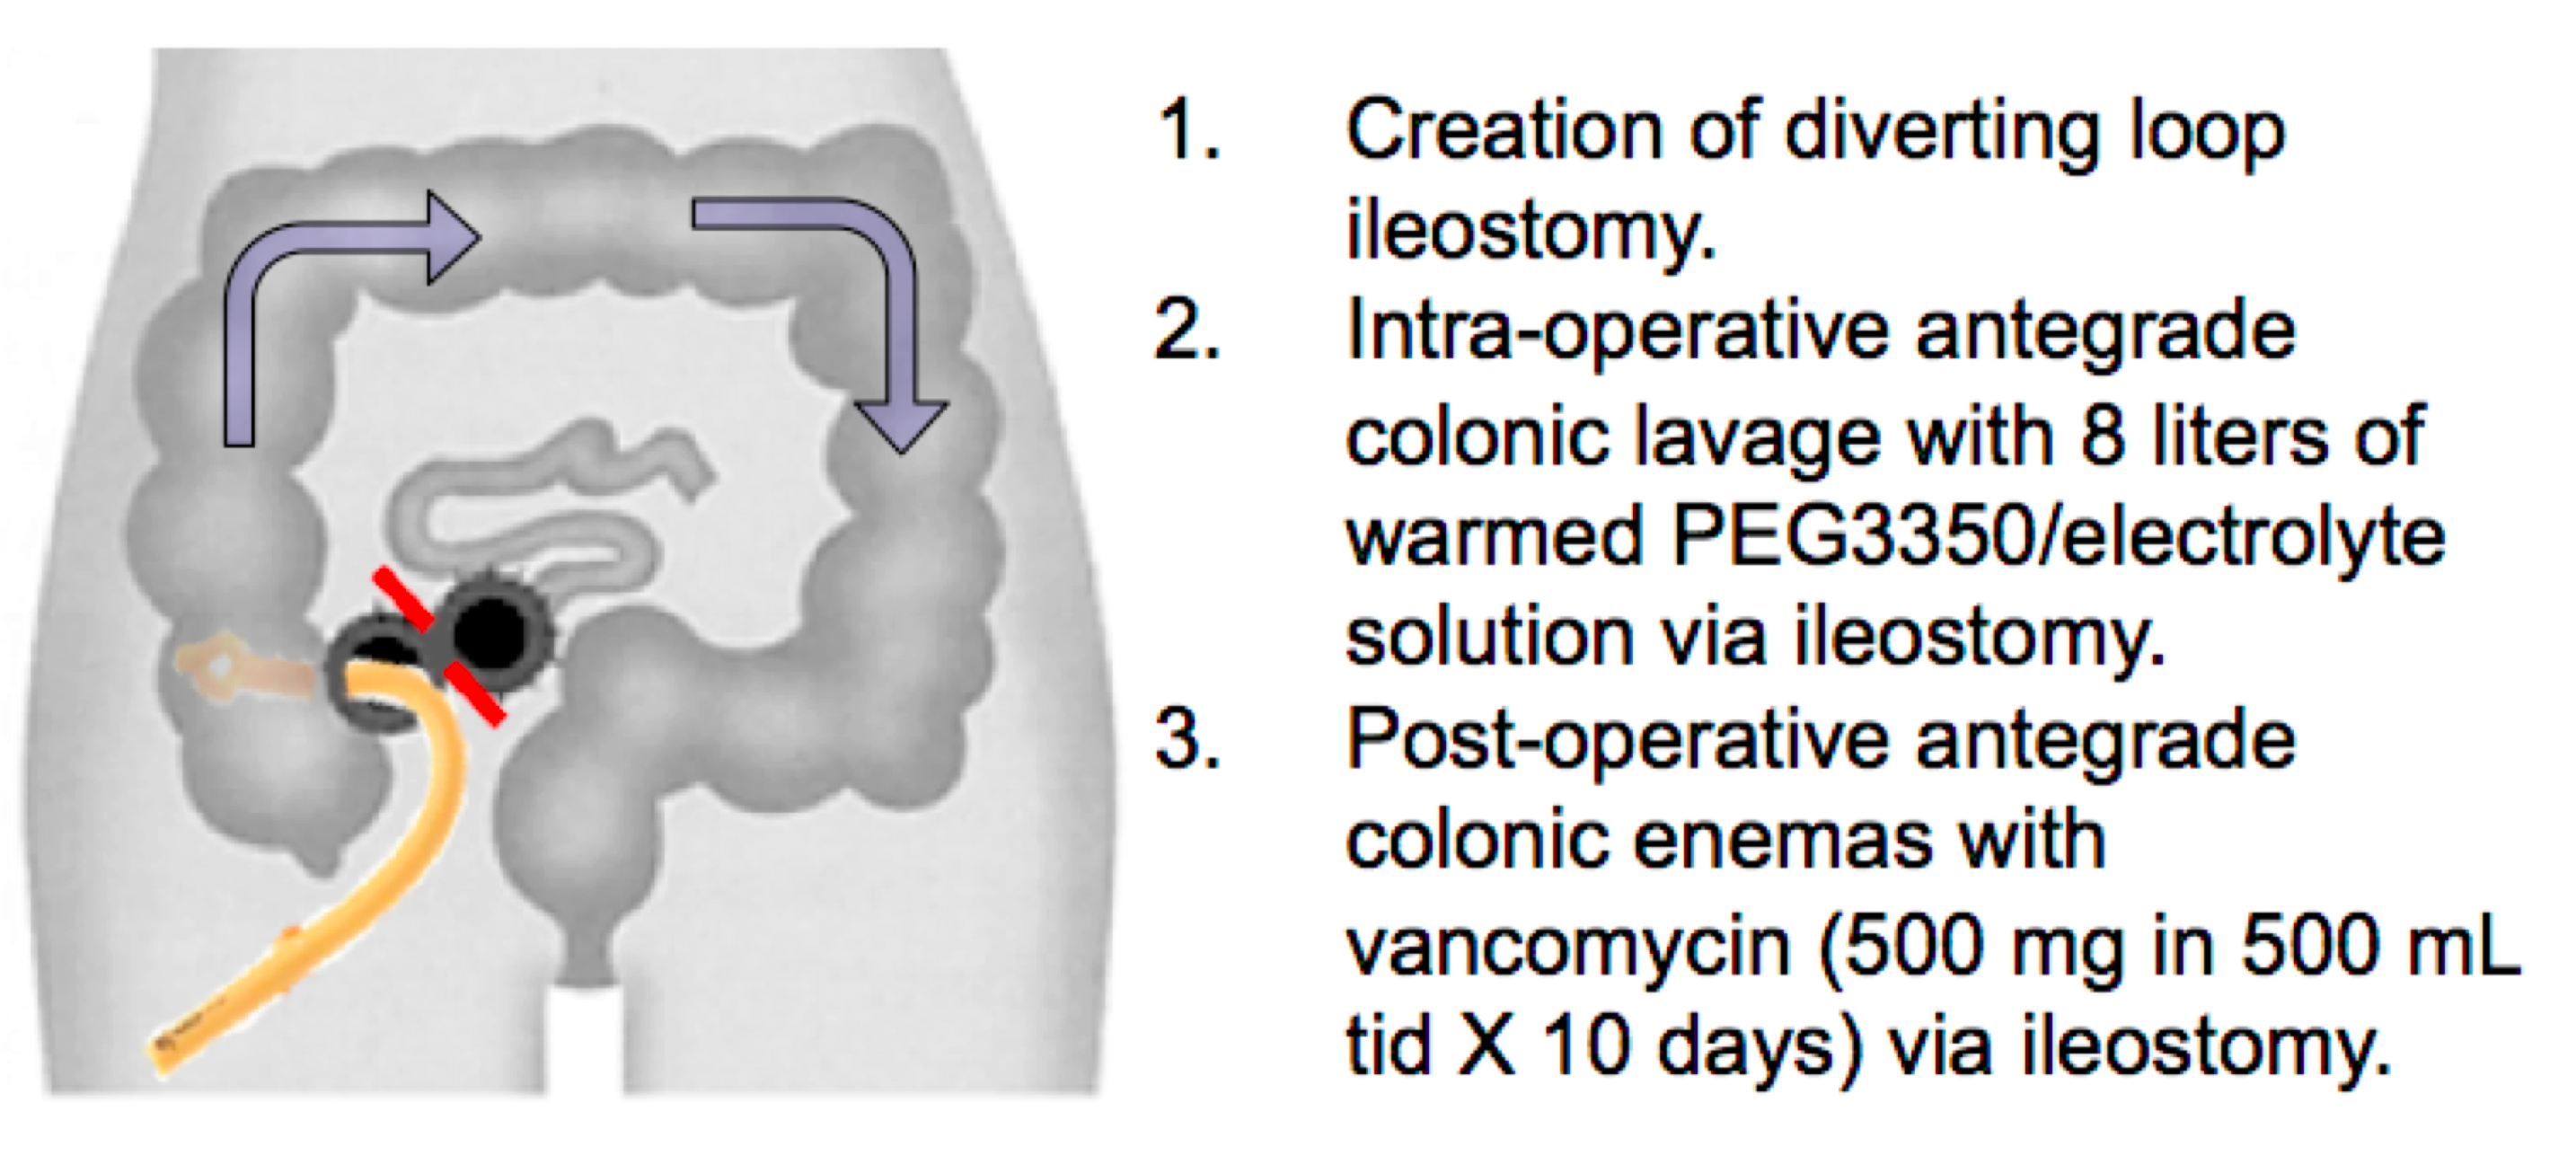 1. Creation of diverting loop
ileostomy.
2. Intra-operative antegrade
colonic lavage with 8 liters of
warmed PEG3350/electrolyte
solution via ileostomy.
3. Post-operative antegrade
colonic enemas with
vancomycin (500 mg in 500 mL
tid X 10 days) via ileostomy.